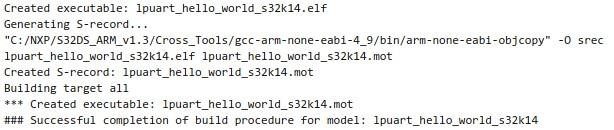 Created executable: lpuart_hello_world_s32k14.elf
Generating S-record...
"C:/NXP/S32DS_ARM_v1.3/Cross_Tools/gcc-arm-none-eabi-4_9/bin/arm-none-eabi-objcopy" -O srec
lpuart_hello_world_s32k14.elf lpuart_hello_world_s32k14.mot
Created S-record: lpuart_hello_world_s32k14.mot
Building target all
*** Created executable: lpuart_hello_world_s32k14.mot
### Successful completion of build procedure for model: lpuart_hello_world_s32k14